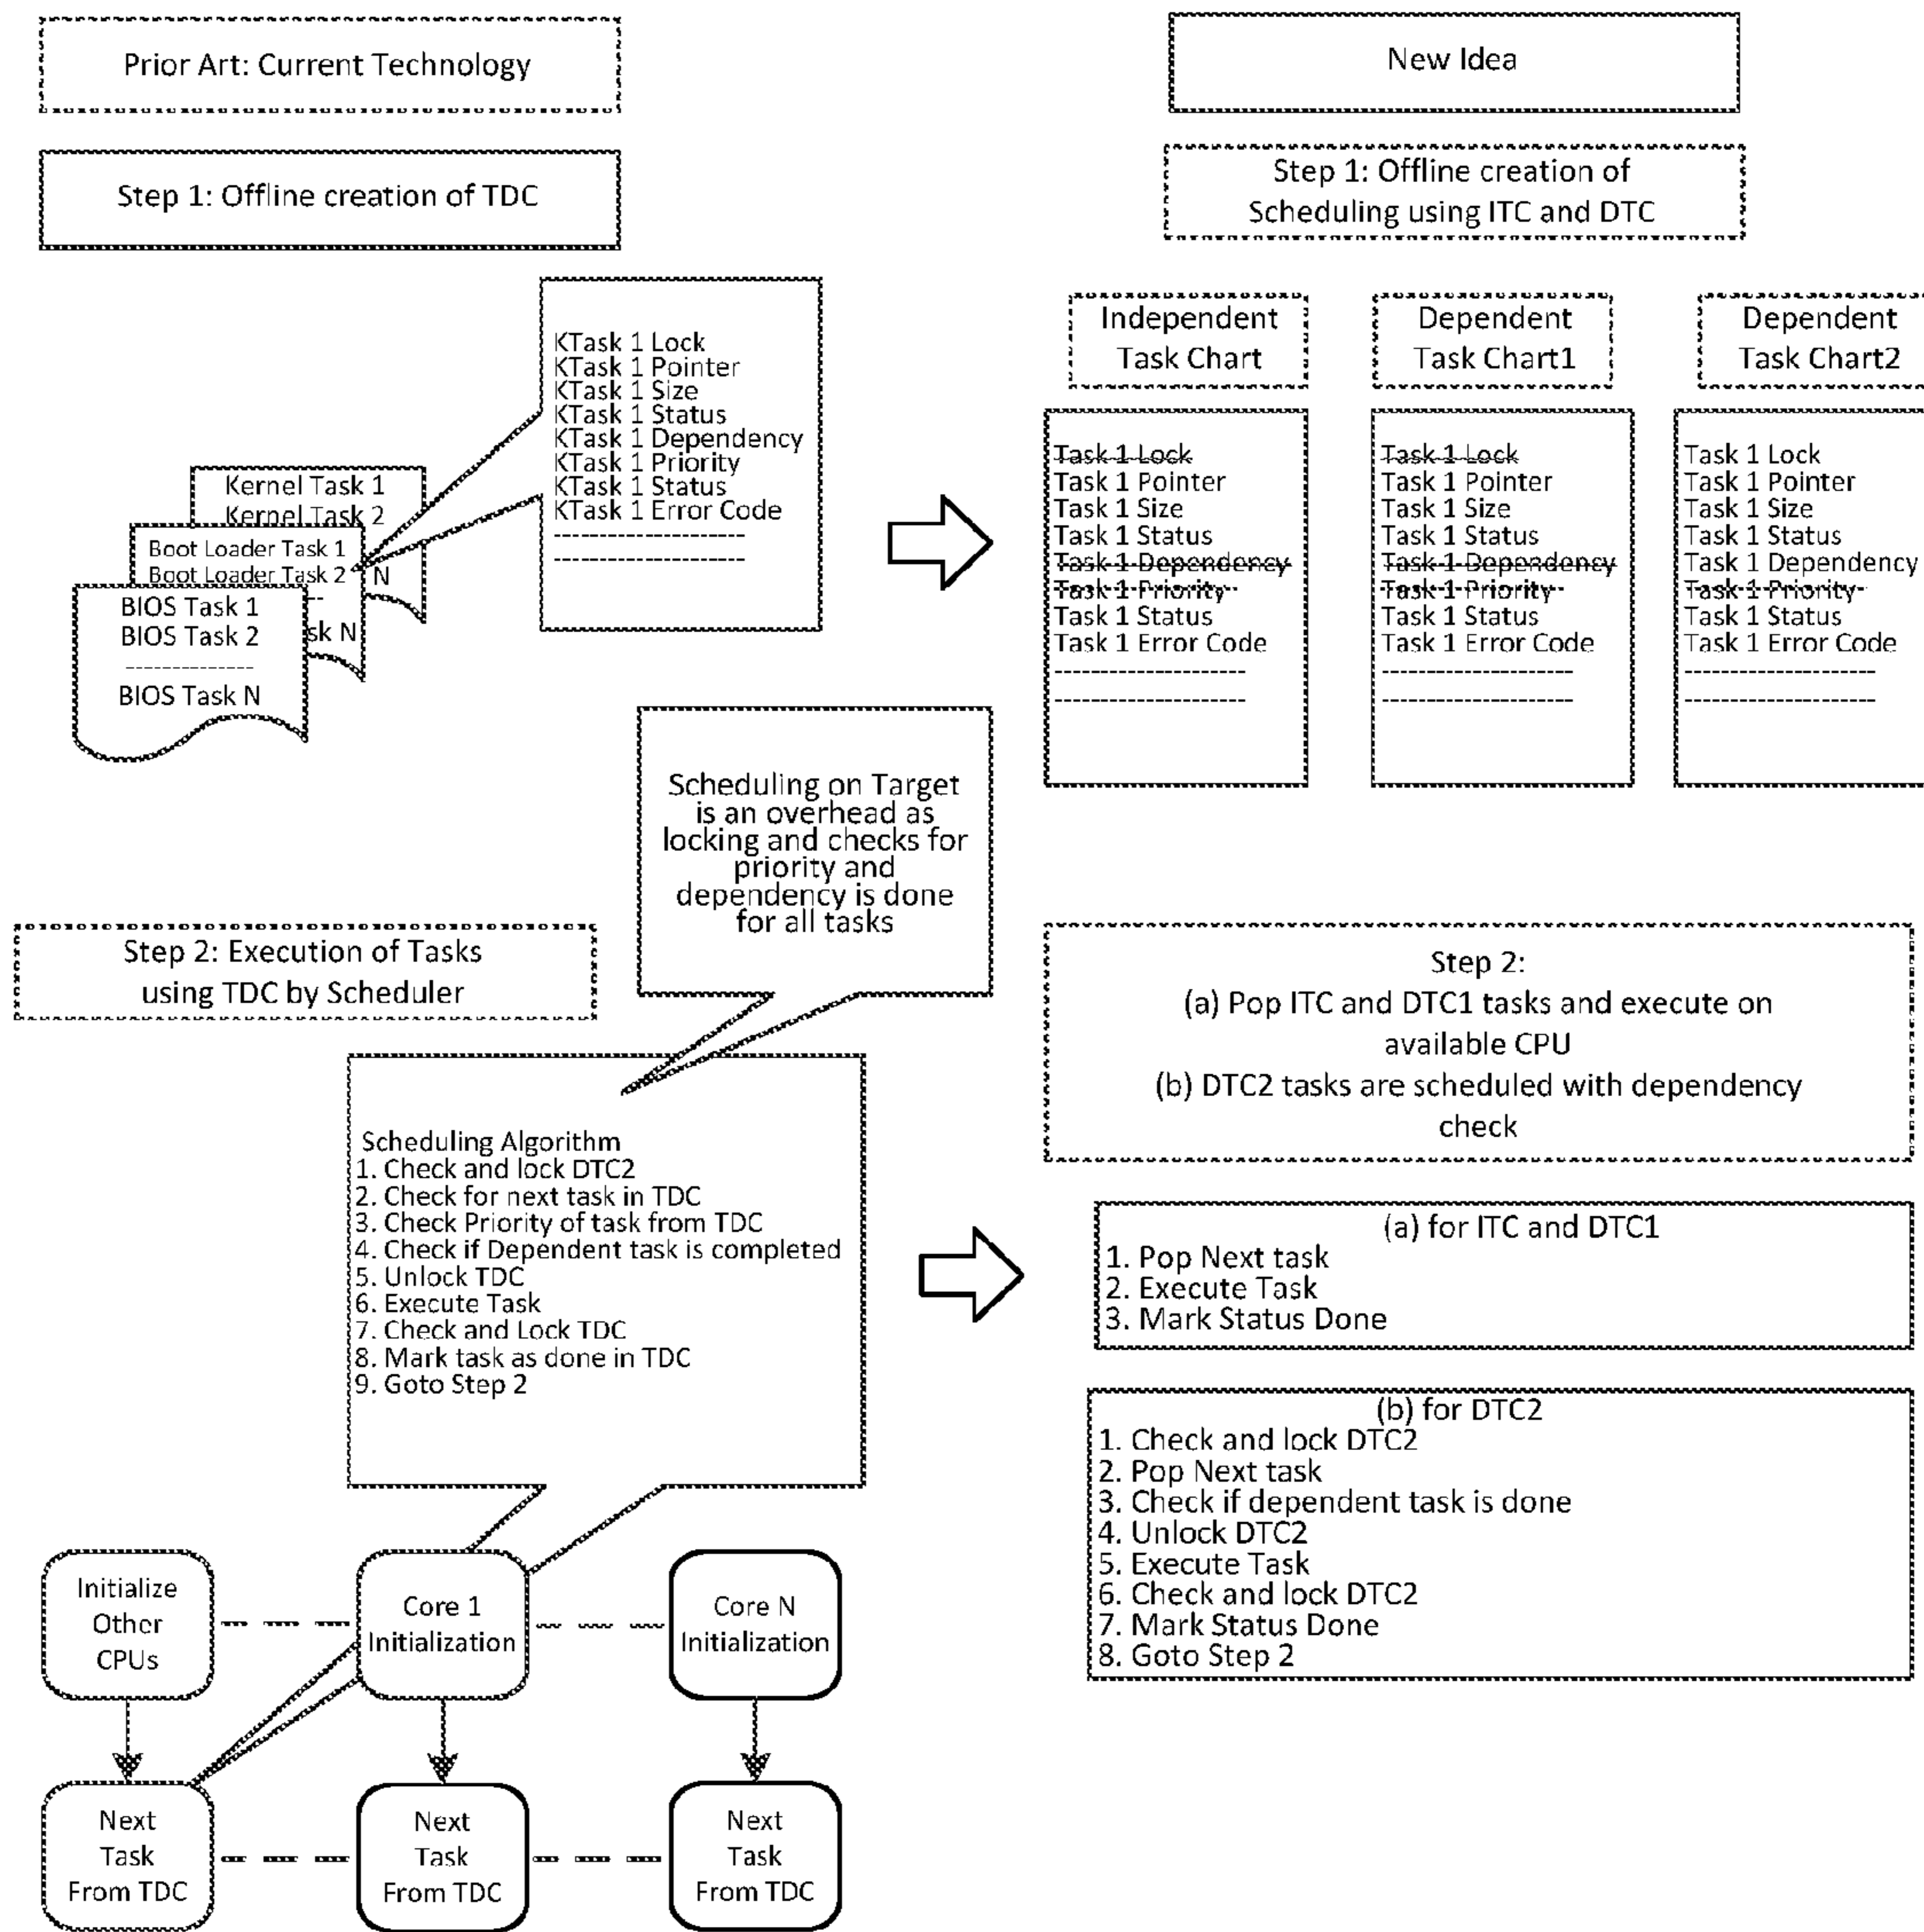 Prior Art: Current Technology
Step 1: Offline creation of TDC
KTask 1 Lock
KTask 1 Pointer
KTask 1 Size
KTask 1 Status
KTask 1 Dependency
KTask 1 Priority
KTask 1 Status
KTask 1 Error Code
Kernel Task 1
Kernel Task 2
N
Boot Loader Task 1
Boot Loader Task 2
sk N
BIOS Task 1
BIOS Task 2
BIOS Task N
Scheduling on Target
is an overhead as
locking and checks for
priority and
dependency is done
for all tasks
Step 2: Execution of Tasks
using TDC by Scheduler
Scheduling Algorithm
1. Check and lock DTC2
2. Check for next task in TDC
3. Check Priority of task from TDC
4. Check if Dependent task is completed
5. Unlock TDC
6. Execute Task
7. Check and Lock TDC
8. Mark task as done in TDC
9. Goto Step 2
Initialize
Other
CPUs
Core 1
Initialization
Core N
Initialization
Next
Task
From TDC
Next
Task
From TDC
Next
Task
From TDC
New Idea
Step 1: Offline creation of
Scheduling using ITC and DTC
Independent
Task Chart
Task 1 Lock
Task 1 Pointer
Task 1 Size
Task 1 Status
Task 1 Dependency
Task 1 Priority
Task 1 Status
Task 1 Error Code
Dependent
Task Chart1
Task 1 Lock
Task 1 Pointer
Task 1 Size
Task 1 Status
Task 1 Dependency
Task 1 Priority
Task 1 Status
Task 1 Error Code
Dependent
Task Chart2
Task 1 Lock
Task 1 Pointer
Task 1 Size
Task 1 Status
Task 1 Dependency
Task 1 Priority
Task 1 Status
Task 1 Error Code
Step 2:
(a) Pop ITC and DTC1 tasks and execute on
available CPU
(b) DTC2 tasks are scheduled with dependency
check
(a) for ITC and DTC1
1. Pop Next task
2. Execute Task
3. Mark Status Done
(b) for DTC2
1. Check and lock DTC2
2. Pop Next task
3. Check if dependent task is done
4. Unlock DTC2
5. Execute Task
6. Check and lock DTC2
7. Mark Status Done
8. Goto Step 2